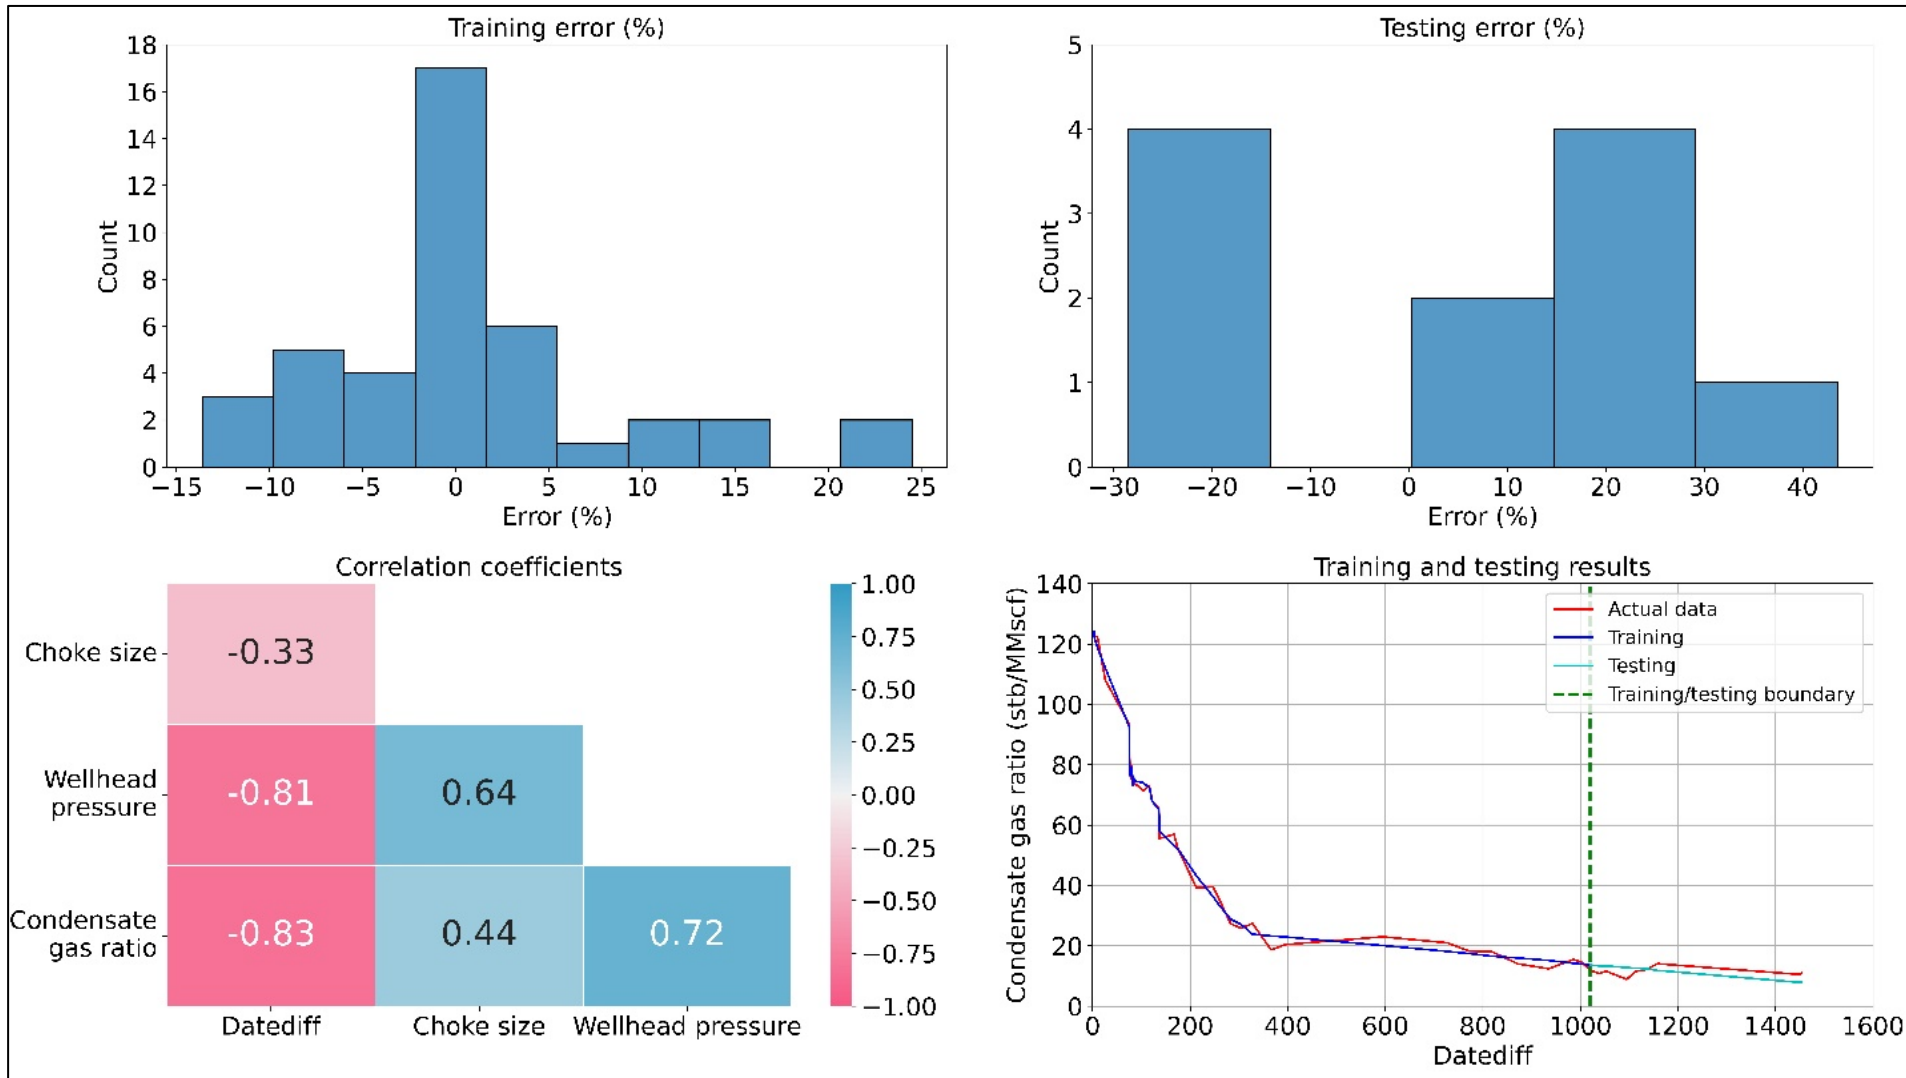 Training error (%)
18
16
14
12
10
8
6
4
2
0
Count
−15 −10 −5 0 5 10 15 20 25
Error (%)
Testing error (%)
5
4
3
2
1
0
Count
−30 −20 −10 0 10 20 30 40
Error (%)
Correlation coefficients
Choke size
Wellhead
pressure
Condensate
gas ratio
-0.33
-0.81 0.64
-0.83 0.44 0.72
Datediff Choke size Wellhead pressure
1.00
0.75
0.50
0.25
0.00
−0.25
−0.50
−0.75
−1.00
Training and testing results
140
120
100
80
60
40
20
0
Condensate gas ratio (stb/MMscf)
Actual data
Training
Testing
Training/testing boundary
0 200 400 600 800 1000 1200 1400 1600
Datediff